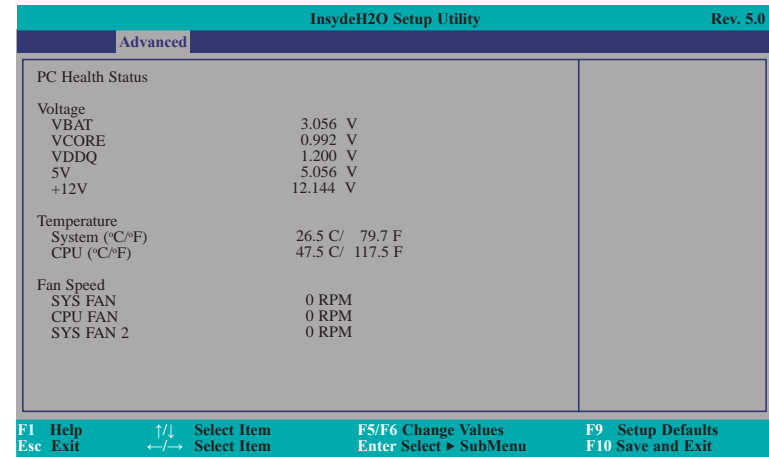 InsydeH2O Setup Utility Rev. 5.0
Advanced
PC Health Status
Voltage
VBAT 3.056 V
VCORE 0.992 V
VDDQ 1.200 V
5V 5.056 V
+12V 12.144 V
Temperature
System (°C/°F) 26.5 C/ 79.7 F
CPU (°C/°F) 47.5 C/ 117.5 F
Fan Speed
SYS FAN 0 RPM
CPU FAN 0 RPM
SYS FAN 2 0 RPM
F1 Help ↑/↓ Select Item F5/F6 Change Values F9 Setup Defaults
Esc Exit ←/→ Select Item Enter Select ► SubMenu F10 Save and Exit